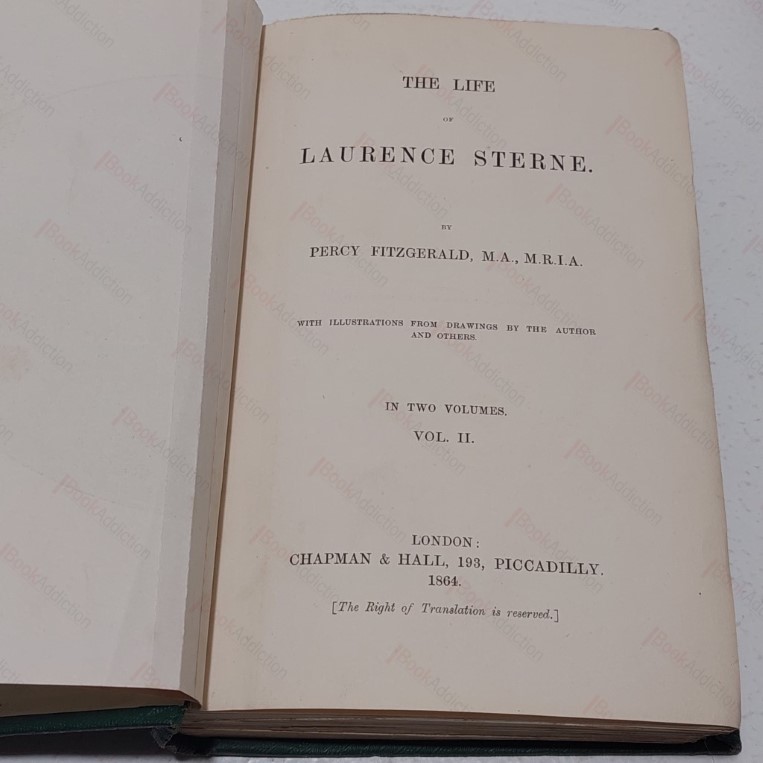 THE LIFE
OF
LAURENCE STERNE.
BY
PERCY FITZGERALD, M.A., M.R.I.A.
WITH ILLUSTRATIONS FROM DRAWINGS BY THE AUTHOR
AND OTHERS.
IN TWO VOLUMES.
VOL. II.
LONDON:
CHAPMAN & HALL, 193, PICCADILLY.
1864.
[The Right of Translation is reserved.]
BookAddiction